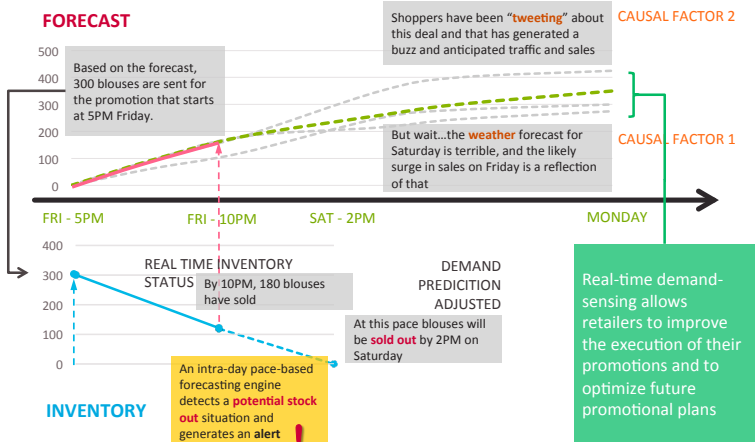 FORECAST
Shoppers have been “tweeting” about
this deal and that has generated a
buzz and anticipated traffic and sales
CAUSAL FACTOR 2
500
400
300
200
100
0
Based on the forecast,
300 blouses are sent for
the promotion that starts
at 5PM Friday.
But wait...the weather forecast for
Saturday is terrible, and the likely
surge in sales on Friday is a reflection
of that
CAUSAL FACTOR 1
FRI - 5PM
FRI - 10PM
SAT - 2PM
MONDAY
400
300
200
100
0
REAL TIME INVENTORY
STATUS
By 10PM, 180 blouses
have sold
DEMAND
PREDICITION
ADJUSTED
At this pace blouses will
be sold out by 2PM on
Saturday
Real-time demand-
sensing allows
retailers to improve
the execution of their
promotions and to
optimize future
promotional plans
INVENTORY
An intra-day pace-based
forecasting engine
detects a potential stock
out situation and
generates an alert
!